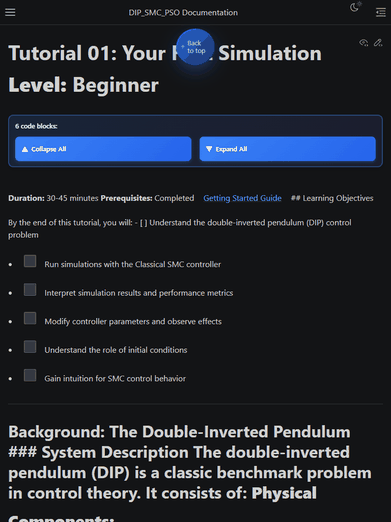 DIP_SMC_PSO Documentation
Back
to top
Tutorial 01: Your Simulation
Level: Beginner
6 code blocks:
▲ Collapse All
▼ Expand All
Duration: 30-45 minutes Prerequisites: Completed Getting Started Guide ## Learning Objectives
By the end of this tutorial, you will: - [ ] Understand the double-inverted pendulum (DIP) control
problem
• Run simulations with the Classical SMC controller
• Interpret simulation results and performance metrics
• Modify controller parameters and observe effects
• Understand the role of initial conditions
• Gain intuition for SMC control behavior
Background: The Double-Inverted Pendulum
### System Description The double-inverted
pendulum (DIP) is a classic benchmark problem
in control theory. It consists of: Physical
Components: